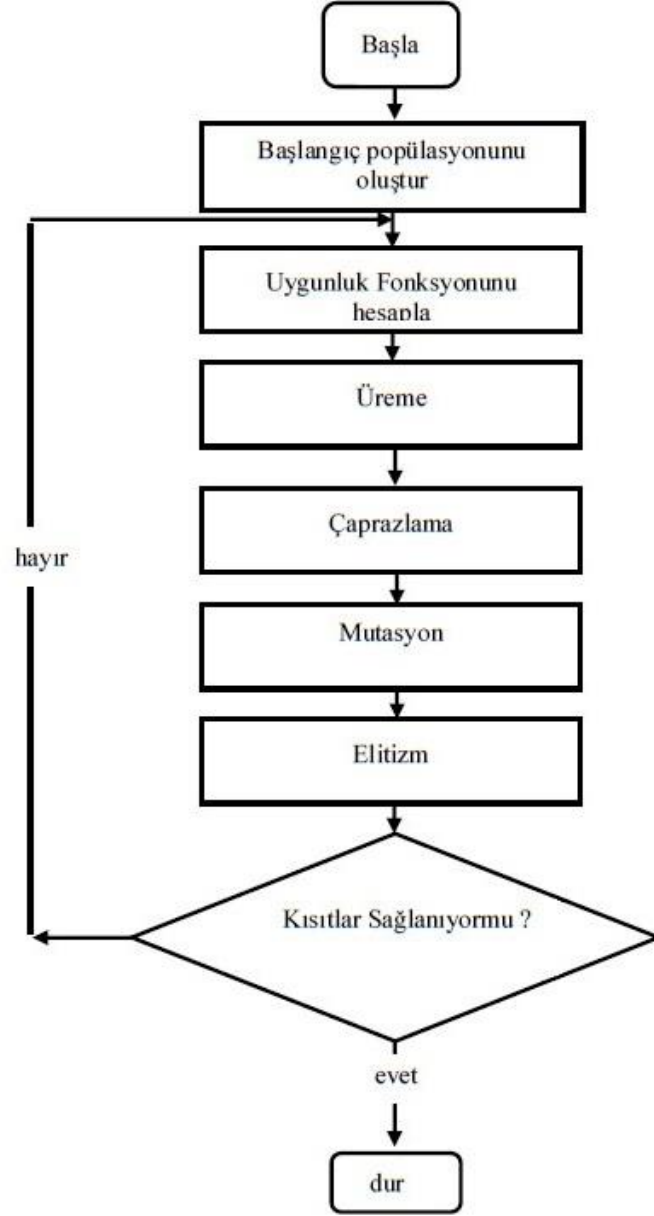 Başla
Başlangıç popülasyonunu
oluştur
Uygunluk Fonksyonunu
hesapla
Üreme
Çaprazlama
hayır
Mutasyon
Elitizm
Kısıtlar Sağlanıyormu ?
evet
dur